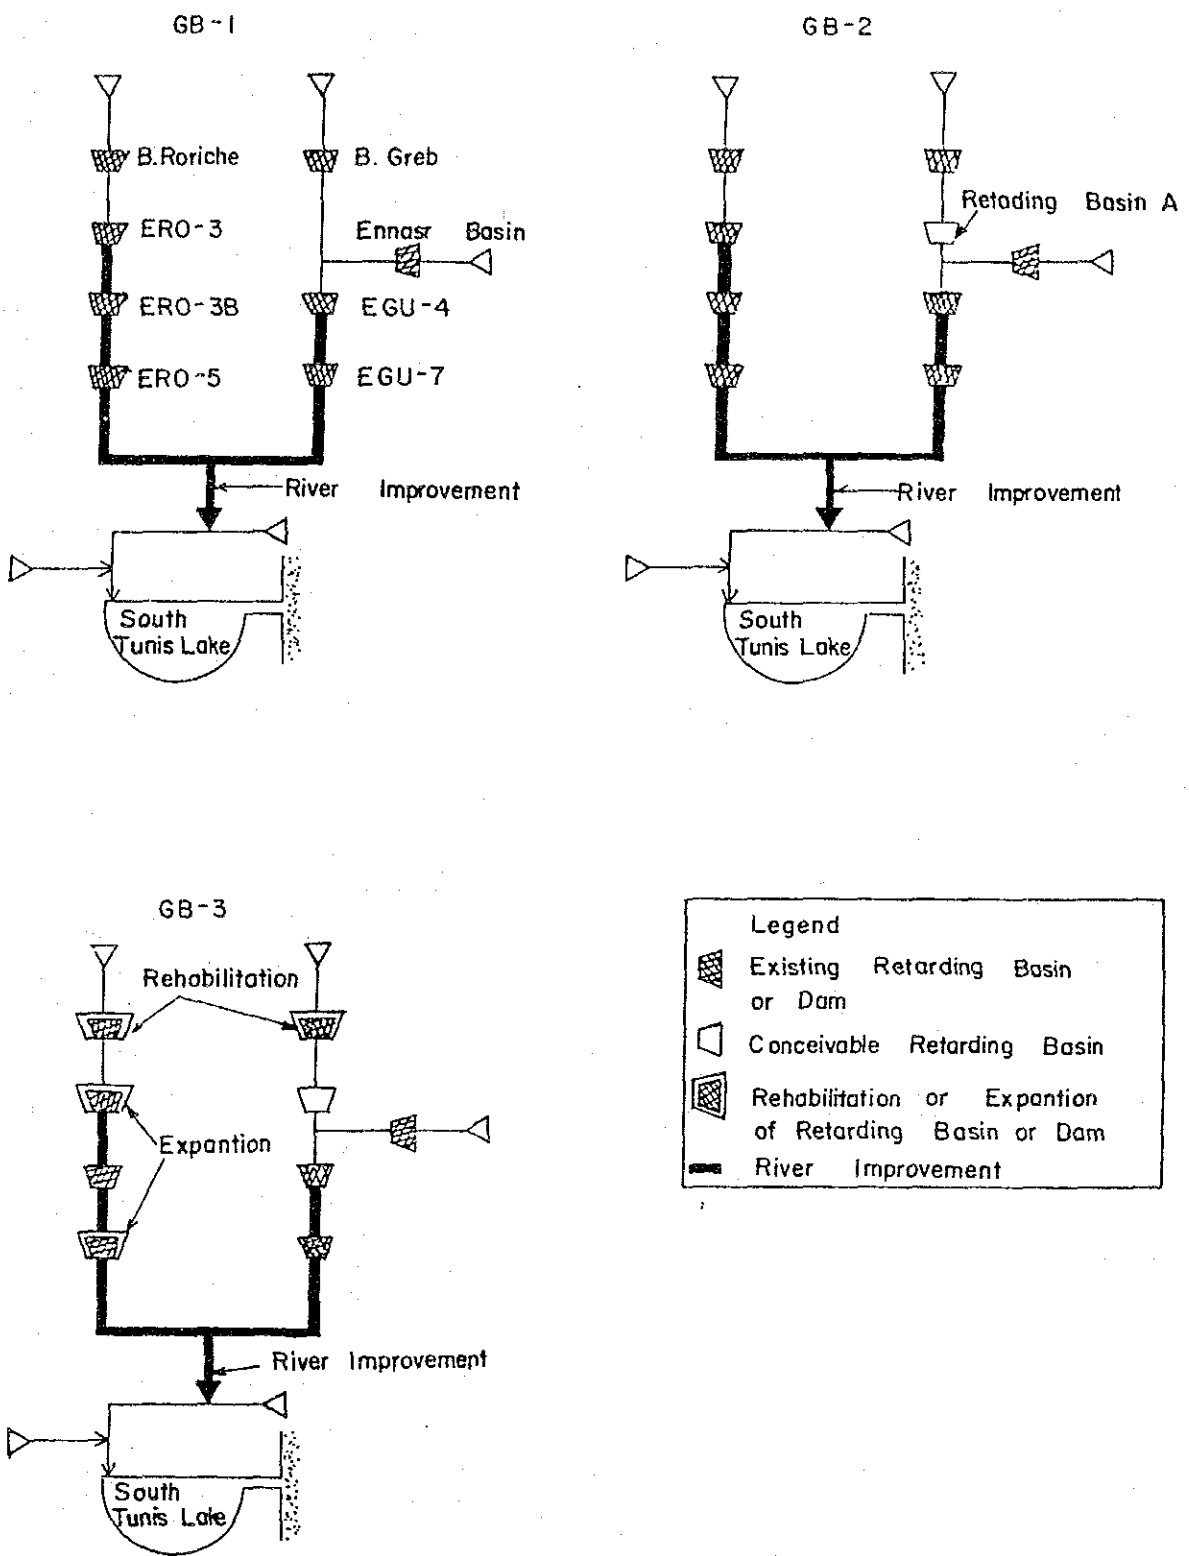 GB-1
B.Roriche
B. Greb
ERO-3
Ennasr Basin
ERO-3B
EGU-4
ERO-5
EGU-7
River Improvement
South
Tunis Lake
GB-2
Retading Basin A
River Improvement
South
Tunis Lake
GB-3
Rehabilitation
Expantion
River Improvement
South
Tunis Lake
Legend
Existing Retarding Basin
or Dam
Conceivable Retarding Basin
Rehabilitation or Expantion
of Retarding Basin or Dam
River Improvement